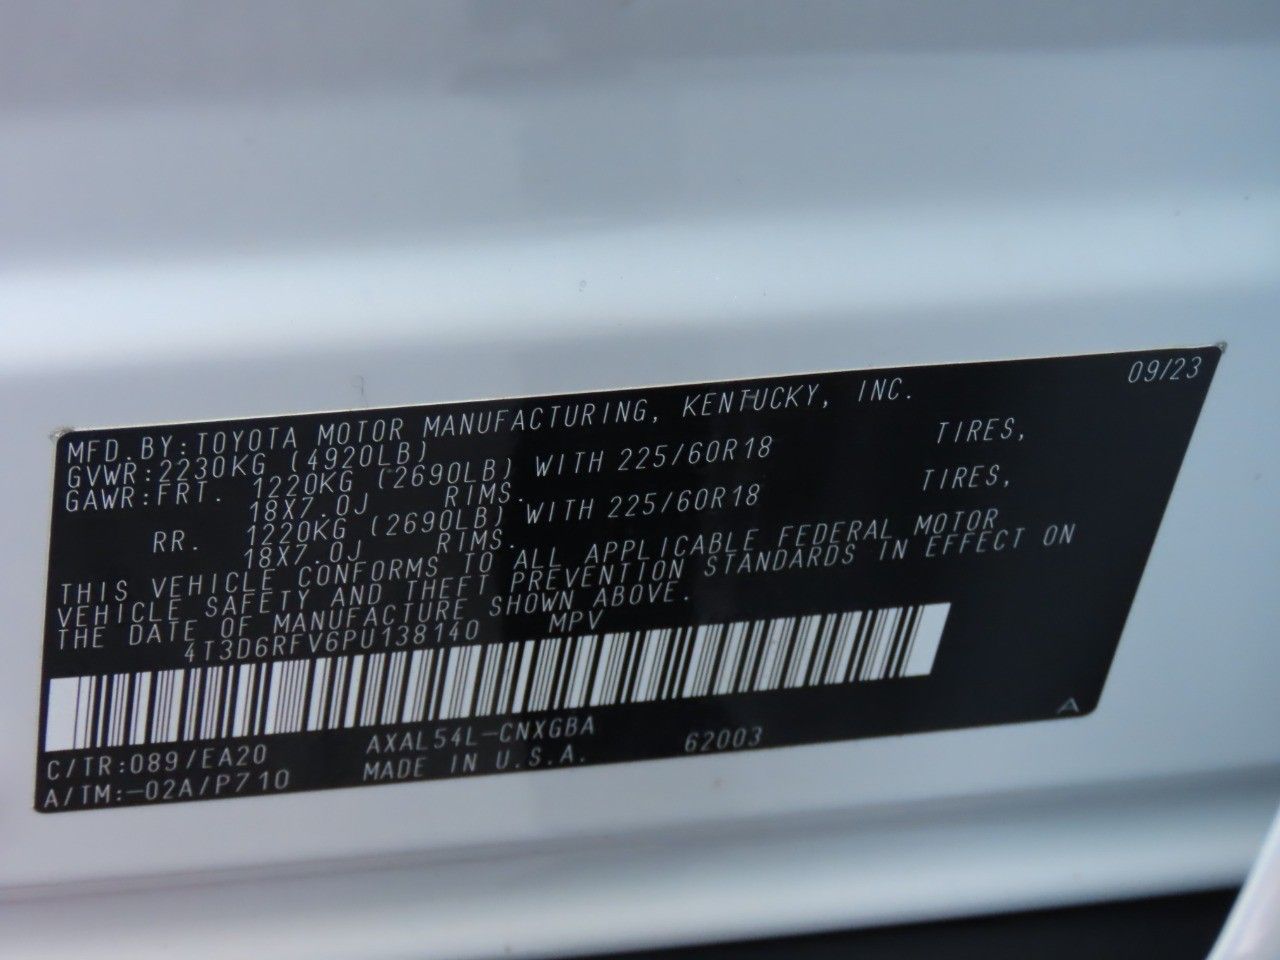 09/23
MFD.BY:TOYOTA MOTOR MANUFACTURING, KENTUCKY, INC.
GVWR:2230KG (4920LB)
GAWR:FRT. 1220KG (2690LB) WITH 225/60R18 TIRES,
18X7.0J RIMS.
RR. 1220KG (2690LB) WITH 225/60R18 TIRES,
18X7.0J RIMS.
THIS VEHICLE CONFORMS TO ALL APPLICABLE FEDERAL MOTOR
VEHICLE SAFETY AND THEFT PREVENTION STANDARDS IN EFFECT ON
THE DATE OF MANUFACTURE SHOWN ABOVE.
4T3D6RFV6PU138140 MPV
C/TR:089/EA20 AXAL54L-CNXGBA 62003 A
A/TM:-02A/P710 MADE IN U.S.A.